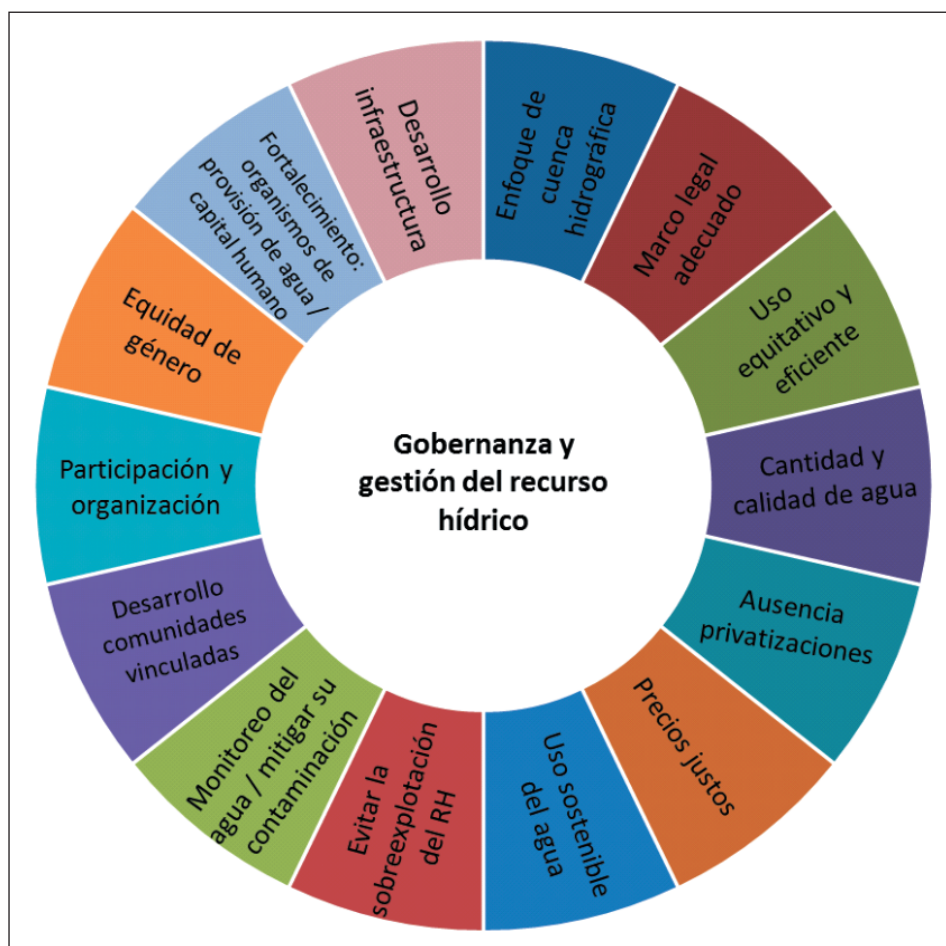 Enfoque de
cuenca
hidrográfica
Marco legal
adecuado
Uso
equitativo y
eficiente
Cantidad y
calidad de agua
Ausencia
privatizaciones
Precios justos
Uso sostenible
del agua
Evitar la
sobreexplotación
del RH
Monitoreo del
agua / mitigar su
contaminación
Desarrollo
comunidades
vinculadas
Participación y
organización
Equidad de
género
Fortalecimiento:
organismos de
provisión de agua /
capital humano
Desarrollo
infraestructura
Gobernanza y
gestión del recurso
hídrico